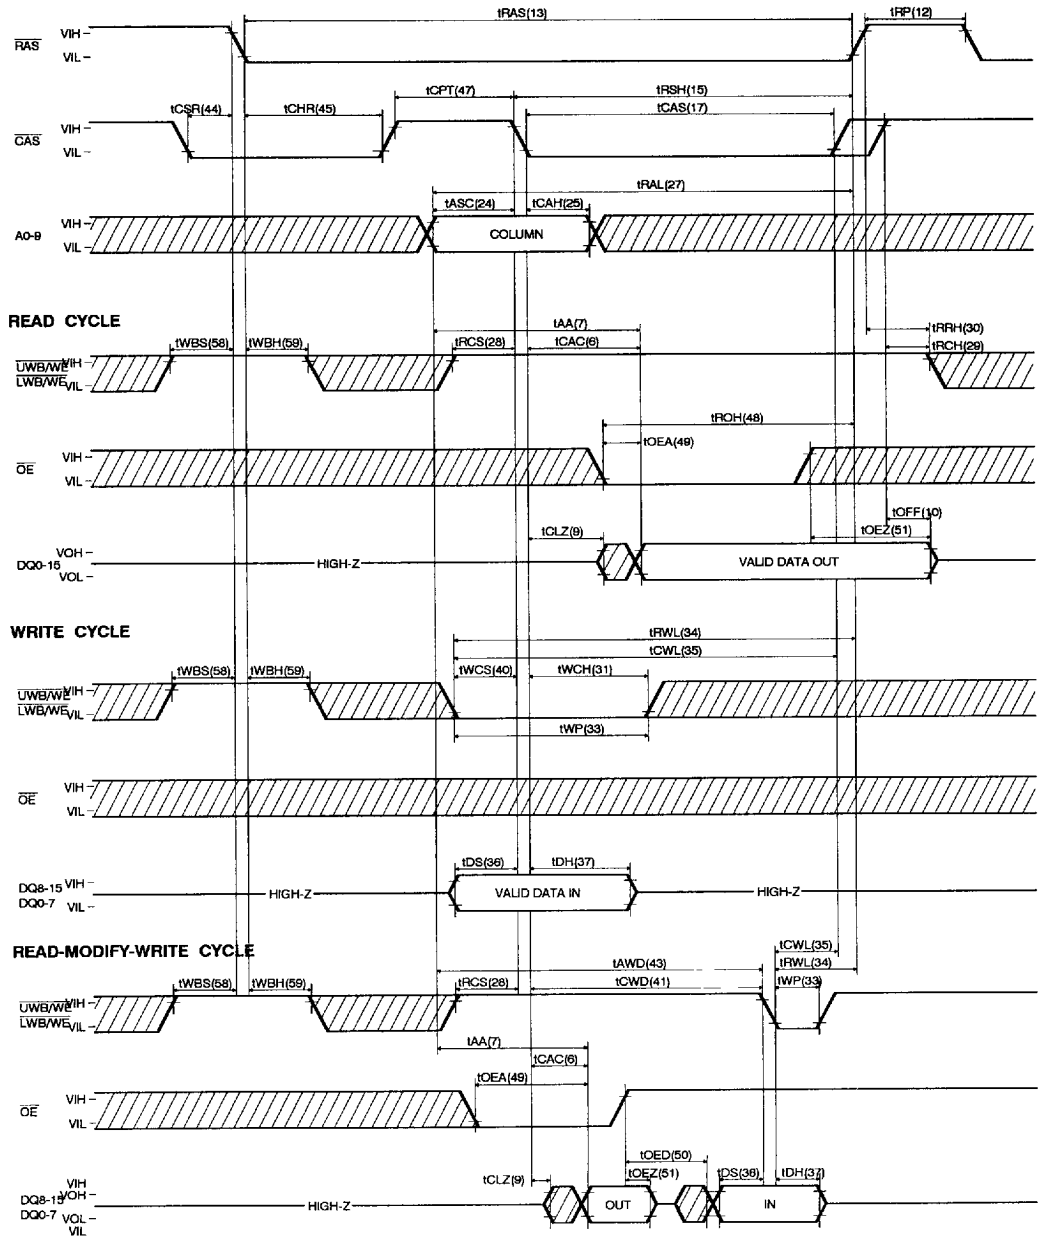 tRAS(13) tRP(12)
RAS VIH
VIL
tCPT(47) tRSH(15)
tCSR(44) tCHR(45) tCAS(17)
CAS VIH
VIL
tRAL(27)
tASC(24) tCAH(25)
A0-9 VIH
VIL
COLUMN
READ CYCLE
tAA(7) tRRH(30)
tWBS(58) tWBH(59) tRCS(28) tCAC(6) tRCH(29)
UWB/WE VIH
LWB/WE VIL
tROH(48)
tOEA(49)
OE VIH
VIL
tOFF(10)
tCLZ(9) tOEZ(51)
DQ0-15 VOH
VOL
HIGH-Z VALID DATA OUT
WRITE CYCLE
tRWL(34)
tCWL(35)
tWBS(58) tWBH(59) tWCS(40) tWCH(31)
UWB/WE VIH
LWB/WE VIL
tWP(33)
OE VIH
VIL
tDS(36) tDH(37)
DQ8-15 VIH
DQ0-7 VIL
HIGH-Z VALID DATA IN HIGH-Z
READ-MODIFY-WRITE CYCLE
tCWL(35)
tAWD(43) tRWL(34)
tWBS(58) tWBH(59) tRCS(28) tCWD(41) tWP(33)
UWB/WE VIH
LWB/WE VIL
tAA(7)
tCAC(6)
tOEA(49)
OE VIH
VIL
tOED(50)
tCLZ(9) tOEZ(51) tDS(36) tDH(37)
VIH
DQ8-15 VOH
DQ0-7 VOL
VIL
HIGH-Z OUT IN